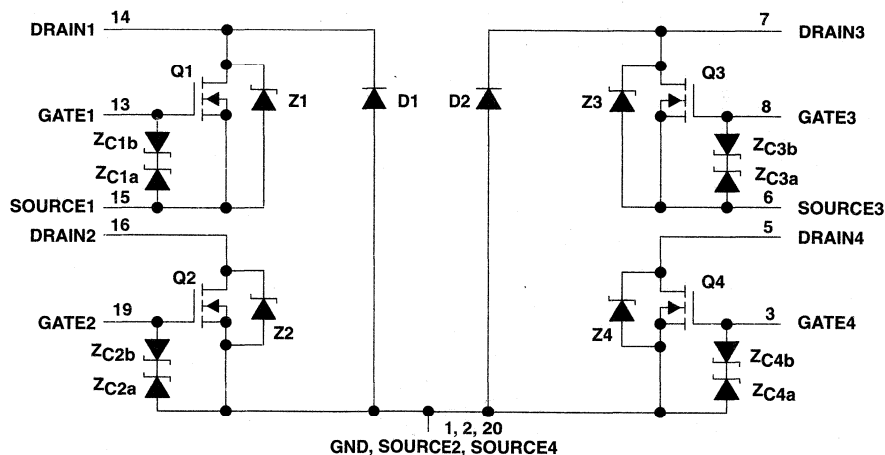 DRAIN1 14
Q1
Z1
GATE1 13
ZC1b
ZC1a
SOURCE1 15
DRAIN2 16
Q2
Z2
GATE2 19
ZC2b
ZC2a
D1
D2
7 DRAIN3
Q3
Z3
8 GATE3
ZC3b
ZC3a
6 SOURCE3
5 DRAIN4
Q4
Z4
3 GATE4
ZC4b
ZC4a
1, 2, 20
GND, SOURCE2, SOURCE4